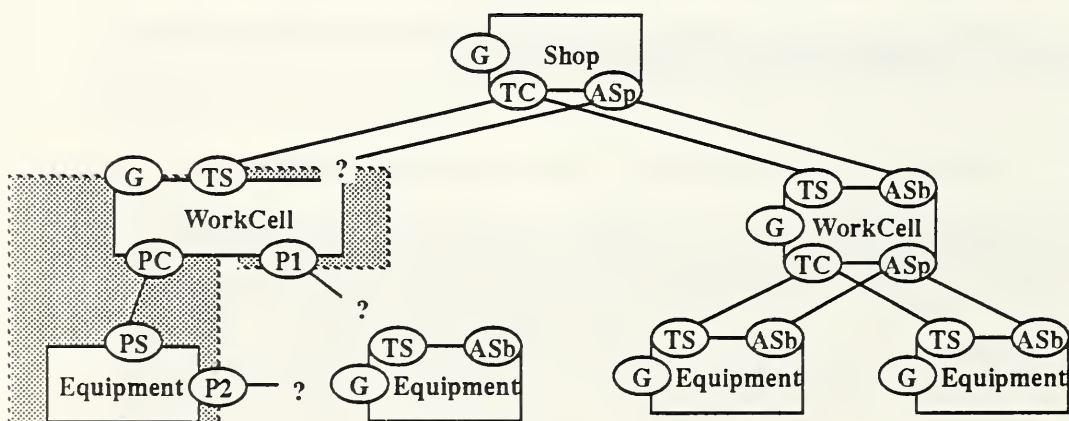 G
Shop
TC ASp
G TS ?
WorkCell
PC P1
?
PS
Equipment P2 ?
TS ASb
G Equipment
TS ASb
G WorkCell
TC ASp
TS ASb
G Equipment
TS ASb
G Equipment